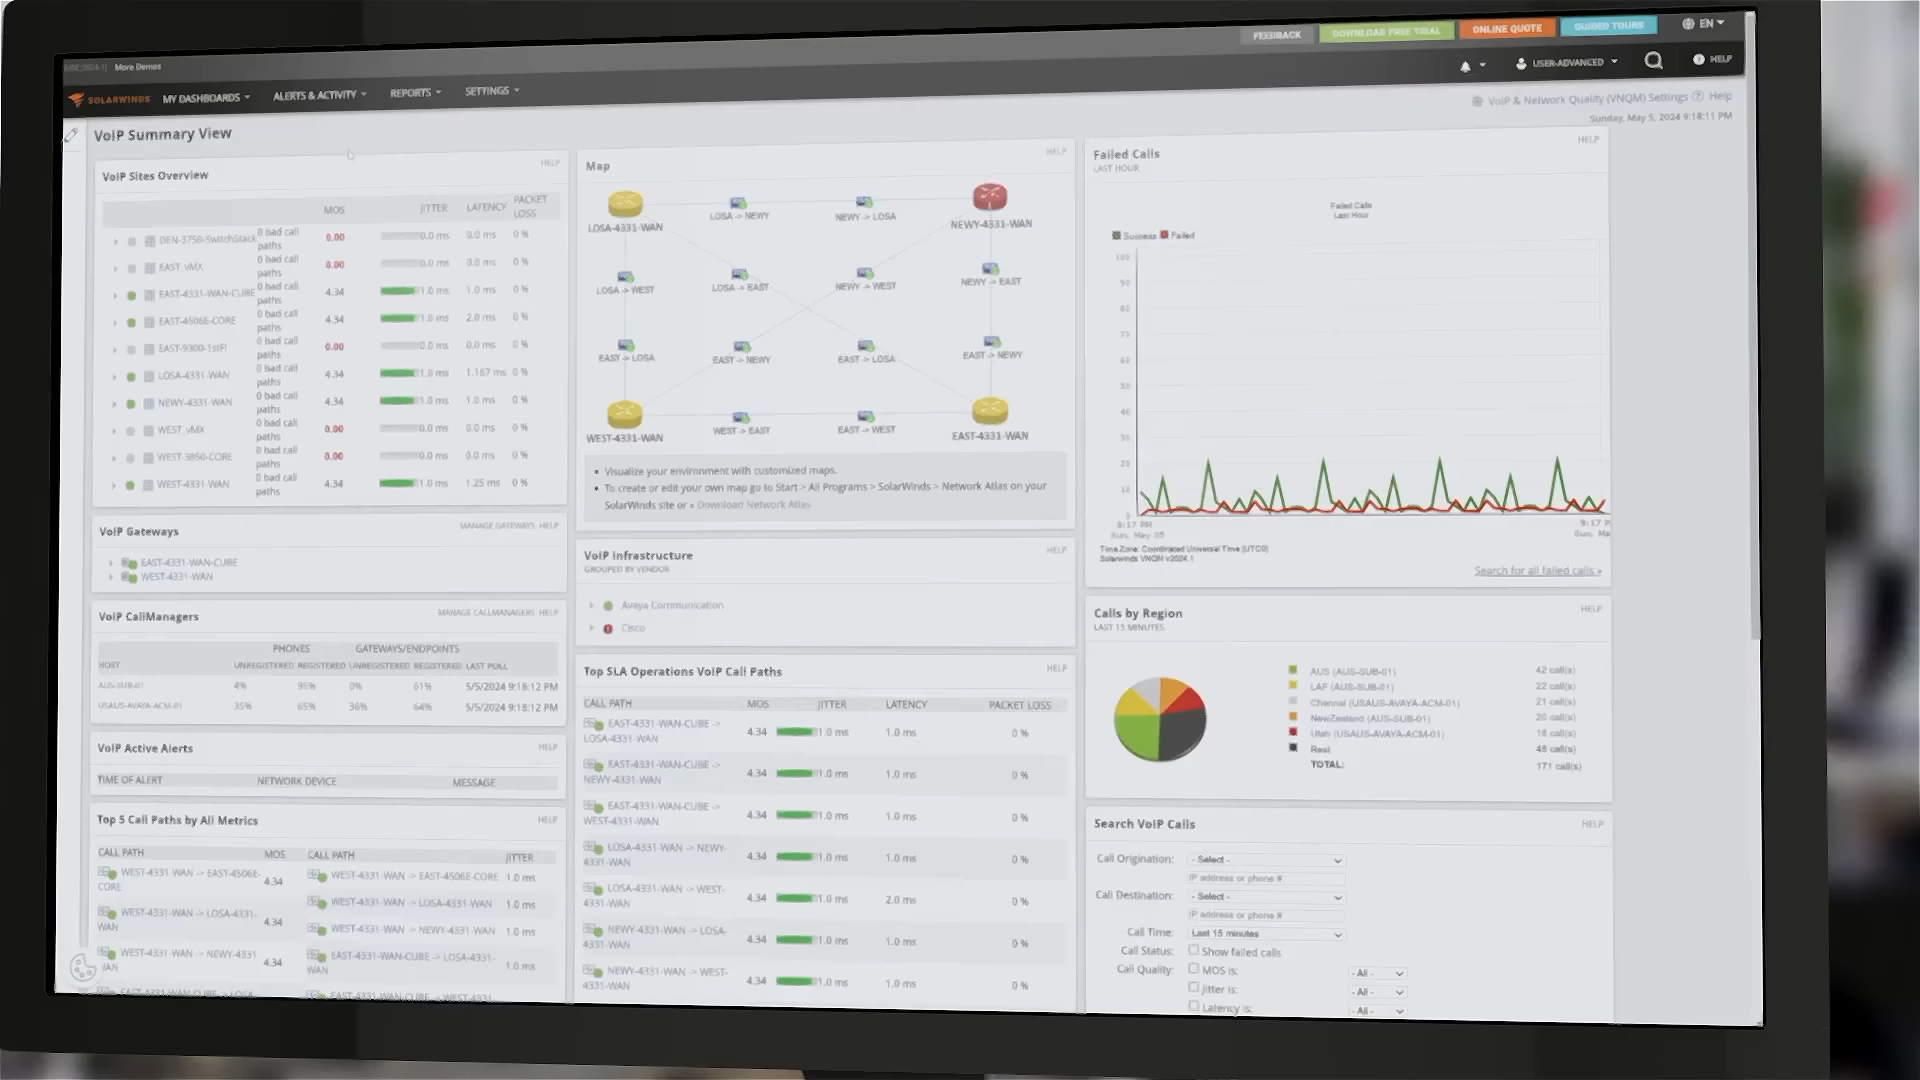 More Demos
FEEDBACK
DOWNLOAD FREE TRIAL
ONLINE QUOTE
GUIDED TOURS
EN
SOLARWINDS
MY DASHBOARDS
ALERTS & ACTIVITY
REPORTS
SETTINGS
USER-ADVANCED
HELP
VoIP & Network Quality (VNQM) Settings
Help
Sunday, May 5, 2024 9:18:11 PM
VoIP Summary View
VoIP Sites Overview
HELP
MOS JITTER LATENCY PACKET LOSS
DEN-3750-SwitchStack 0 bad call paths 0.00 0.0 ms 0.0 ms 0 %
EAST_vMX 0 bad call paths 0.00 0.0 ms 0.0 ms 0 %
EAST-4331-WAN-CUBE 0 bad call paths 4.34 1.0 ms 1.0 ms 0 %
EAST-4506E-CORE 0 bad call paths 4.34 1.0 ms 2.0 ms 0 %
EAST-9300-1stFl 0 bad call paths 0.00 0.0 ms 0.0 ms 0 %
LOSA-4331-WAN 0 bad call paths 4.34 1.0 ms 1.167 ms 0 %
NEWY-4331-WAN 0 bad call paths 4.34 1.0 ms 1.0 ms 0 %
WEST_vMX 0 bad call paths 0.00 0.0 ms 0.0 ms 0 %
WEST-3850-CORE 0 bad call paths 0.00 0.0 ms 0.0 ms 0 %
WEST-4331-WAN 0 bad call paths 4.34 1.0 ms 1.25 ms 0 %
VoIP Gateways
MANAGE GATEWAYS HELP
EAST-4331-WAN-CUBE
WEST-4331-WAN
VoIP CallManagers
MANAGE CALLMANAGERS HELP
PHONES GATEWAYS/ENDPOINTS
HOST UNREGISTERED REGISTERED UNREGISTERED REGISTERED LAST POLL
AUS-SUB-01 4% 95% 0% 61% 5/5/2024 9:18:12 PM
USAUS-AVAYA-ACM-01 35% 65% 36% 64% 5/5/2024 9:18:12 PM
VoIP Active Alerts
HELP
TIME OF ALERT NETWORK DEVICE MESSAGE
Top 5 Call Paths by All Metrics
HELP
CALL PATH MOS CALL PATH JITTER
WEST-4331-WAN -> EAST-4506E-CORE 4.34
WEST-4331-WAN -> LOSA-4331-WAN 4.34
WEST-4331-WAN -> NEWY-4331 WAN 4.34
WEST-4331-WAN -> EAST-4506E-CORE 1.0 ms
WEST-4331-WAN -> LOSA-4331-WAN 1.0 ms
WEST-4331-WAN -> NEWY-4331-WAN 1.0 ms
EAST-4331-WAN-CUBE -> LOSA-4331-WAN 1.0 ms
EAST-4331-WAN-CUBE -> LOSA-
EAST-4331-WAN-CUBE -> WEST-4331-
Map
HELP
LOSA-4331-WAN
LOSA -> NEWY
NEWY -> LOSA
NEWY-4331-WAN
LOSA -> WEST
LOSA -> EAST
NEWY -> WEST
NEWY -> EAST
EAST -> LOSA
EAST -> NEWY
EAST -> LOSA
EAST -> NEWY
WEST-4331-WAN
WEST -> EAST
EAST -> WEST
EAST-4331-WAN
Visualize your environment with customized maps.
To create or edit your own map go to Start > All Programs > SolarWinds > Network Atlas on your
SolarWinds site or » Download Network Atlas
VoIP Infrastructure
HELP
GROUPED BY VENDOR
Avaya Communication
Cisco
Top SLA Operations VoIP Call Paths
HELP
CALL PATH MOS JITTER LATENCY PACKET LOSS
EAST-4331-WAN-CUBE -> LOSA-4331-WAN 4.34 1.0 ms 1.0 ms 0 %
EAST-4331-WAN-CUBE -> NEWY-4331-WAN 4.34 1.0 ms 1.0 ms 0 %
EAST-4331-WAN-CUBE -> WEST-4331-WAN 4.34 1.0 ms 1.0 ms 0 %
LOSA-4331-WAN -> NEWY-4331-WAN 4.34 1.0 ms 1.0 ms 0 %
LOSA-4331-WAN -> WEST-4331-WAN 4.34 1.0 ms 2.0 ms 0 %
NEWY-4331-WAN -> LOSA-4331-WAN 4.34 1.0 ms 1.0 ms 0 %
NEWY-4331-WAN -> WEST-4331-WAN 4.34 1.0 ms 1.0 ms 0 %
Failed Calls
HELP
LAST HOUR
Failed Calls
Last Hour
Success Failed
100
90
80
70
60
50
40
30
20
10
0
8:17 PM
Sun, May 05
9:17 P
Sun, Ma
Time Zone: Coordinated Universal Time (UTC0)
Solarwinds VNQM v2024.1
Search for all failed calls »
Calls by Region
HELP
LAST 15 MINUTES
AUS (AUS-SUB-01) 42 call(s)
LAF (AUS-SUB-01) 22 call(s)
Chennai (USAUS-AVAYA-ACM-01) 21 call(s)
NewZealand (AUS-SUB-01) 20 call(s)
Utah (USAUS-AVAYA-ACM-01) 18 call(s)
Rest 48 call(s)
TOTAL: 171 call(s)
Search VoIP Calls
HELP
Call Origination: - Select -
IP address or phone #
Call Destination: - Select -
IP address or phone #
Call Time: Last 15 minutes
Call Status: Show failed calls
Call Quality: MOS is: - All -
Jitter is: - All -
Latency is: - All -